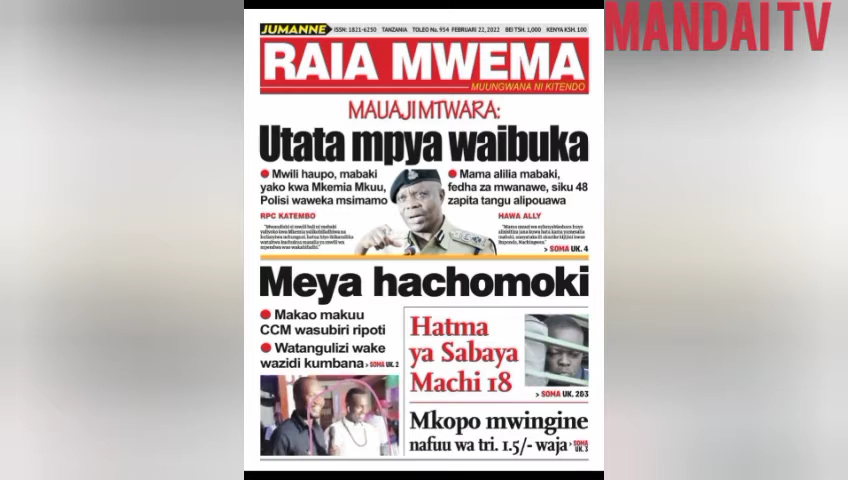 MANDAI TV
JUMANNE
ISSN: 1821-6250 TANZANIA TOLEO Na. 954 FEBRUARI 22, 2022 BEI TSH. 1,000 KENYA KSH. 100
RAIA MWEMA
MUUNGWANA NI KITENDO
MAUAJI MTWARA:
Utata mpya waibuka
Mwili haupo, mabaki
yako kwa Mkemia Mkuu,
Polisi waweka msimamo
RPC KATEMBO
Mama alilia mabaki,
fedha za mwanawe, siku 48
zapita tangu alipouawa
HAWA ALLY
> SOMA UK. 4
Meya hachomoki
Makao makuu
CCM wasubiri ripoti
Watangulizi wake
wazidi kumbana > SOMA UK. 2
Hatma
ya Sabaya
Machi 18
> SOMA UK. 2&3
Mkopo mwingine
nafuu wa tri. 1.5/- waja > SOMA
UK. 3